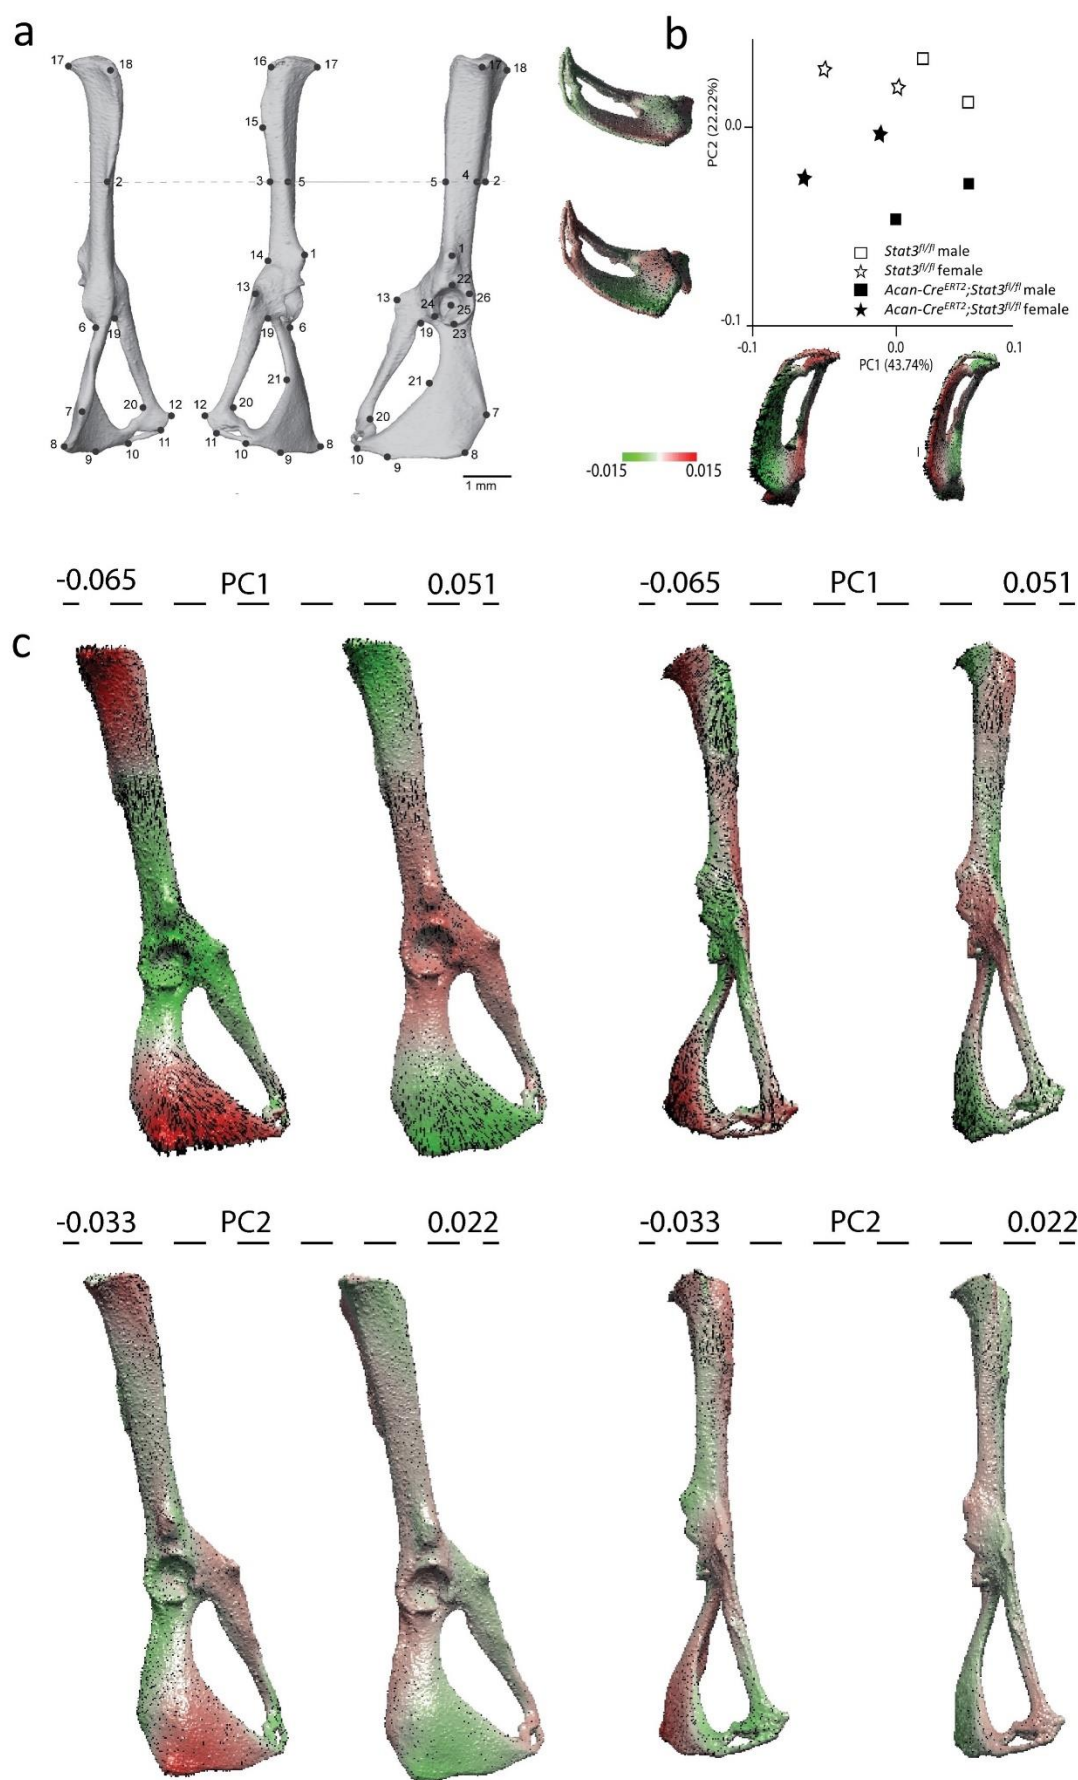 a
17 18 16 17 17 18
15
2 3 5 5 4 2
14 1 1
13 13 22 26
24 25
6 19 19 6 19 23
21 21
7 20 12 12 20 20 7
8 9 10 11 11 10 9 8 10 9 8
1 mm
b
PC2 (22.22%)
0.0
-0.1
Stat3fl/fl male
Stat3fl/fl female
Acan-CreERT2;Stat3fl/fl male
Acan-CreERT2;Stat3fl/fl female
-0.1 0.0 0.1
PC1 (43.74%)
-0.015 0.015
-0.065 PC1 0.051 -0.065 PC1 0.051
c
-0.033 PC2 0.022 -0.033 PC2 0.022